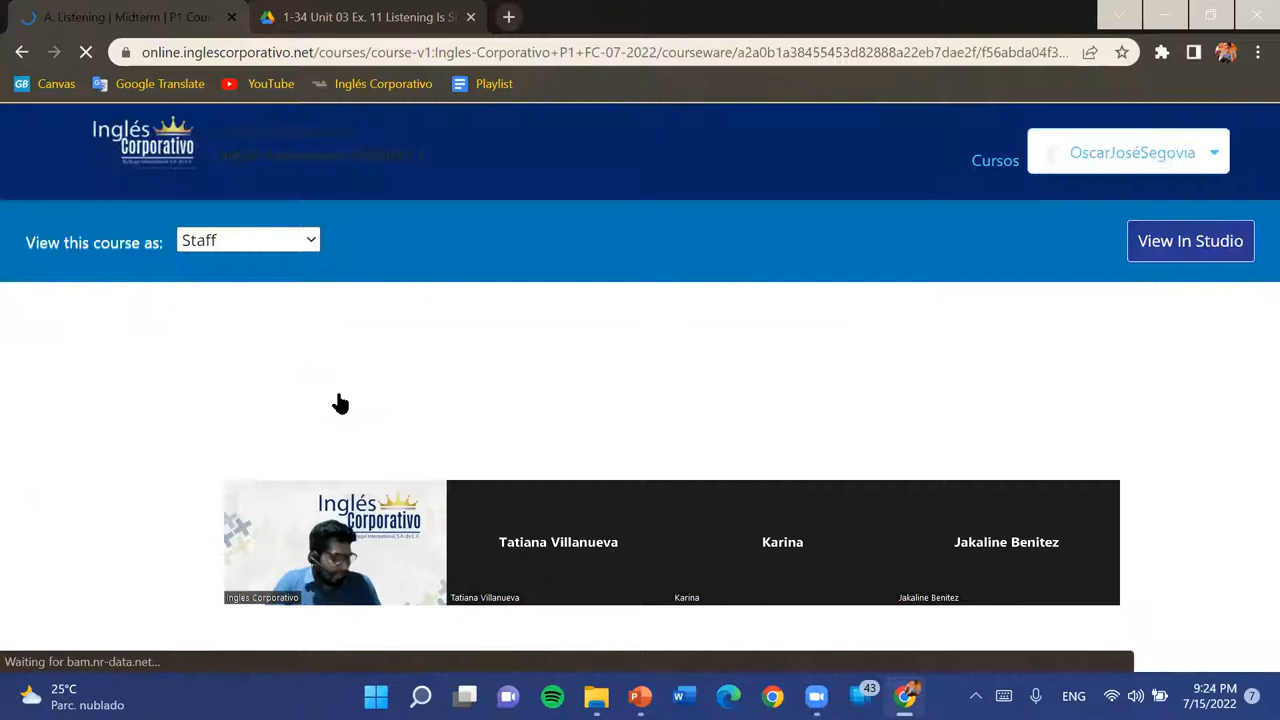 A. Listening | Midterm | P1 Cou
1-34 Unit 03 Ex. 11 Listening Is S
online.inglescorporativo.net/courses/course-v1:Ingles-Corporativo+P1+FC-07-2022/courseware/a2a0b1a38455453d82888a22eb7dae2f/f56abda04f3...
GB Canvas
Google Translate
YouTube
Inglés Corporativo
Playlist
Inglés
Corporativo
Cursos
OscarJoséSegovia
View this course as:
Staff
View In Studio
Inglés
Corporativo
Tatiana Villanueva
Karina
Jakaline Benitez
Ingles Corporativo
Tatiana Villanueva
Karina
Jakaline Benitez
Waiting for bam.nr-data.net...
25°C
Parc. nublado
43
ENG
9:24 PM
7/15/2022
7